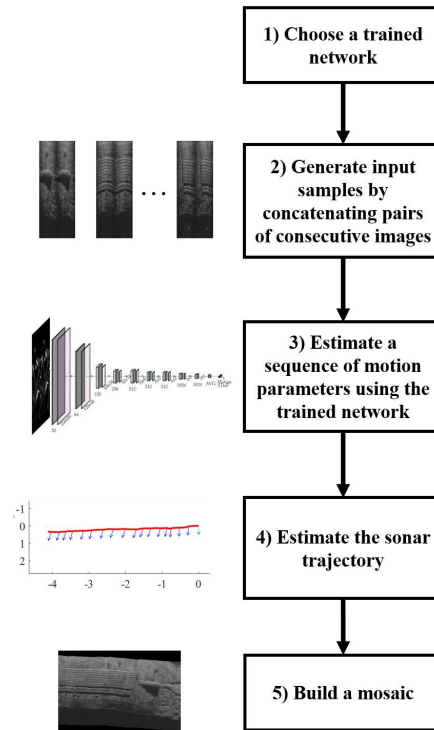 1) Choose a trained
network
2) Generate input
samples by
concatenating pairs
of consecutive images
3) Estimate a
sequence of motion
parameters using the
trained network
-1
0
1
2
-4
-3
-2
-1
0
4) Estimate the sonar
trajectory
5) Build a mosaic